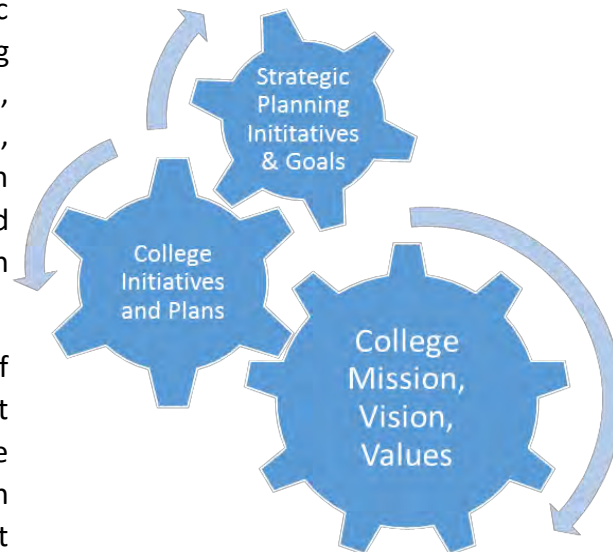 Strategic
Planning
Inititatives
& Goals
College
Initiatives
and Plans
College
Mission,
Vision,
Values